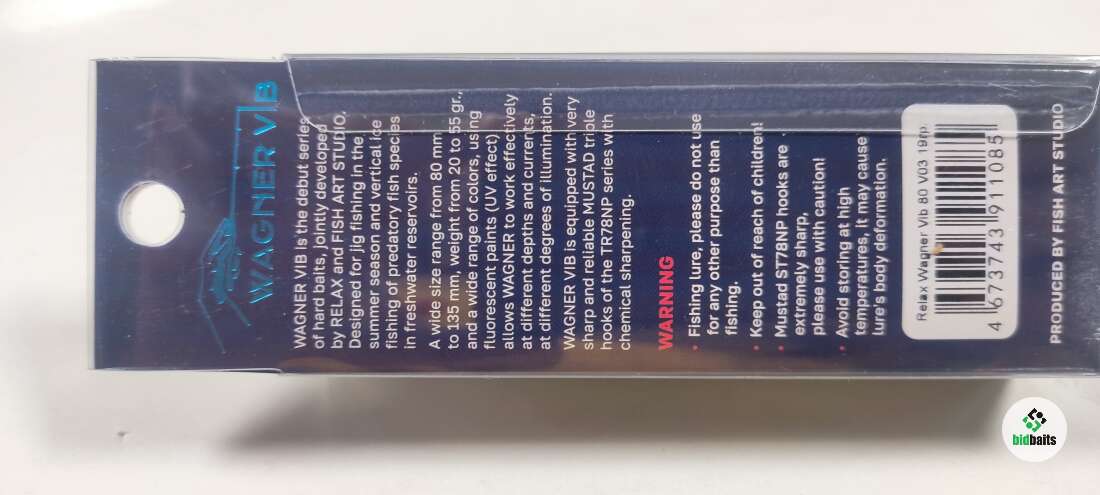 WAGNER VIB
WAGNER VIB is the debut series
of hard baits, jointly developed
by RELAX and FISH ART STUDIO.
Designed for jig fishing in the
summer season and vertical ice
fishing of predatory fish species
in freshwater reservoirs.
A wide size range from 80 mm
to 135 mm, weight from 20 to 55 gr.,
and a wide range of colors, using
fluorescent paints (UV effect)
allows WAGNER to work effectively
at different depths and currents,
at different degrees of illumination.
WAGNER VIB is equipped with very
sharp and reliable MUSTAD trible
hooks of the TR78NP series with
chemical sharpening.
WARNING
• Fishing lure, please do not use
for any other purpose than
fishing.
• Keep out of reach of children!
• Mustad ST78NP hooks are
extremely sharp,
please use with caution!
• Avoid storing at high
temperatures, it may cause
lure's body deformation.
Relax Wagner Vib 80 V03 19гр
4 673743 911085
PRODUCED BY FISH ART STUDIO
bidbaits